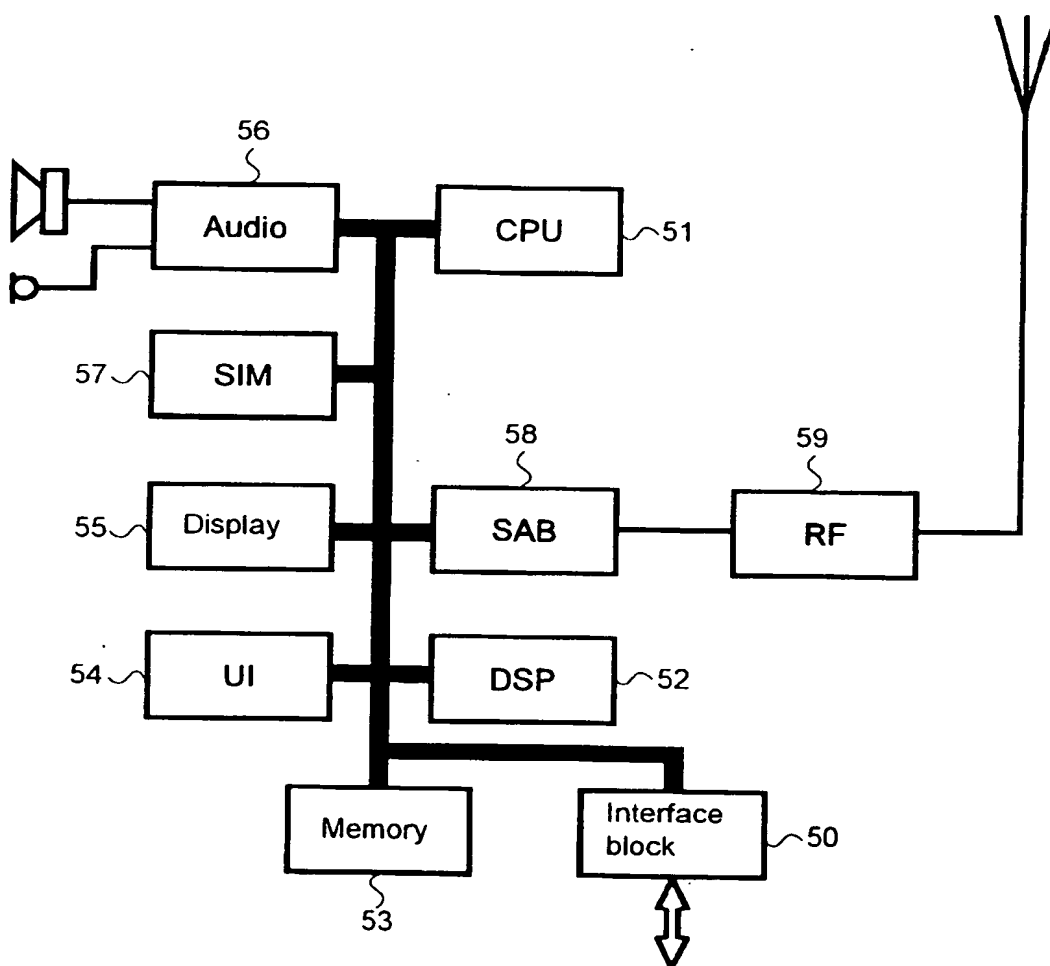 56
Audio
CPU
51
57
SIM
58
59
55
Display
SAB
RF
54
UI
DSP
52
Memory
Interface
block
50
53